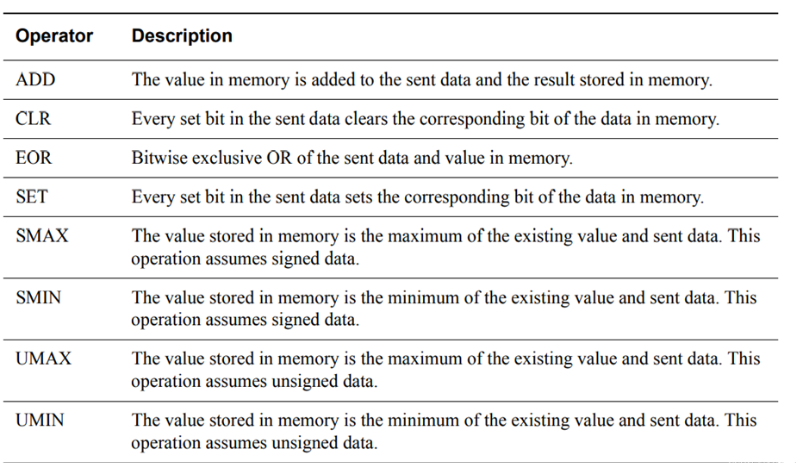 Operator Description
ADD The value in memory is added to the sent data and the result stored in memory.
CLR Every set bit in the sent data clears the corresponding bit of the data in memory.
EOR Bitwise exclusive OR of the sent data and value in memory.
SET Every set bit in the sent data sets the corresponding bit of the data in memory.
SMAX The value stored in memory is the maximum of the existing value and sent data. This
operation assumes signed data.
SMIN The value stored in memory is the minimum of the existing value and sent data. This
operation assumes signed data.
UMAX The value stored in memory is the maximum of the existing value and sent data. This
operation assumes unsigned data.
UMIN The value stored in memory is the minimum of the existing value and sent data. This
operation assumes unsigned data.